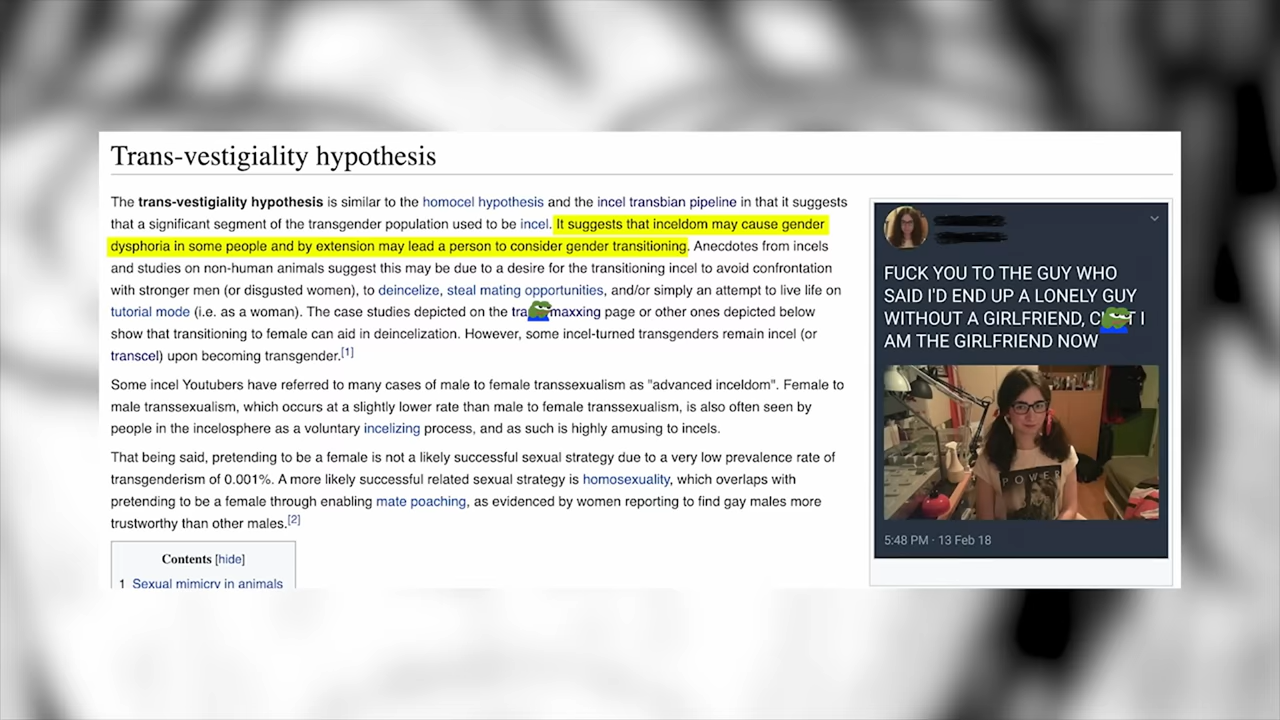 Trans-vestigiality hypothesis
The trans-vestigiality hypothesis is similar to the homocel hypothesis and the incel transbian pipeline in that it suggests
that a significant segment of the transgender population used to be incel. It suggests that inceldom may cause gender
dysphoria in some people and by extension may lead a person to consider gender transitioning. Anecdotes from incels
and studies on non-human animals suggest this may be due to a desire for the transitioning incel to avoid confrontation
with stronger men (or disgusted women), to deincelize, steal mating opportunities, and/or simply an attempt to live life on
tutorial mode (i.e. as a woman). The case studies depicted on the tra maxxing page or other ones depicted below
show that transitioning to female can aid in deincelization. However, some incel-turned transgenders remain incel (or
transcel) upon becoming transgender.[1]
Some incel Youtubers have referred to many cases of male to female transsexualism as "advanced inceldom". Female to
male transsexualism, which occurs at a slightly lower rate than male to female transsexualism, is also often seen by
people in the incelosphere as a voluntary incelizing process, and as such is highly amusing to incels.
That being said, pretending to be a female is not a likely successful sexual strategy due to a very low prevalence rate of
transgenderism of 0.001%. A more likely successful related sexual strategy is homosexuality, which overlaps with
pretending to be a female through enabling mate poaching, as evidenced by women reporting to find gay males more
trustworthy than other males.[2]
Contents [hide]
1 Sexual mimicry in animals
FUCK YOU TO THE GUY WHO
SAID I'D END UP A LONELY GUY
WITHOUT A GIRLFRIEND, C T I
AM THE GIRLFRIEND NOW
POWER
5:48 PM · 13 Feb 18